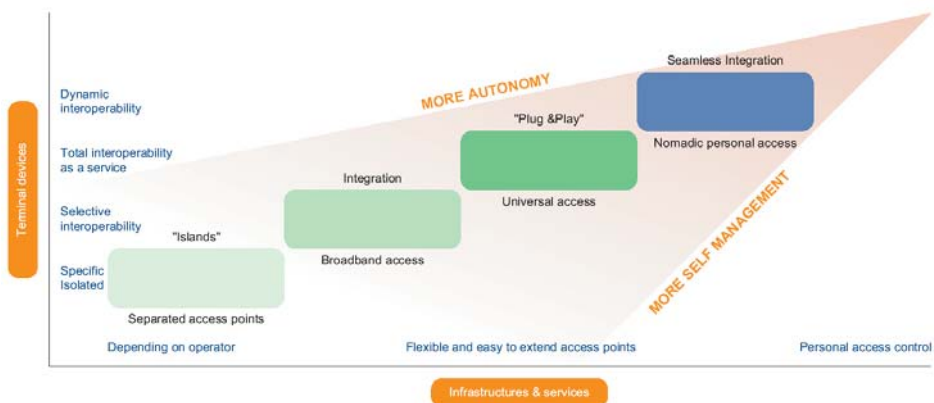 Seamless Integration
MORE AUTONOMY
Dynamic
interoperability
"Plug &Play"
Nomadic personal access
Total interoperability
as a service
Integration
Universal access
Selective
interoperability
"Islands"
Broadband access
Specific
Isolated
Separated access points
MORE SELF MANAGEMENT
Terminal devices
Depending on operator
Flexible and easy to extend access points
Personal access control
Infrastructures & services